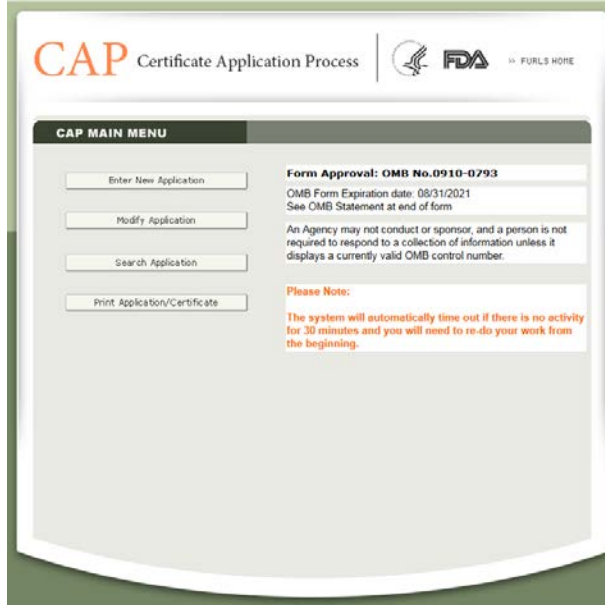 CAP Certificate Application Process
FDA
›› FURLS HOME
CAP MAIN MENU
Enter New Application
Modify Application
Search Application
Print Application/Certificate
Form Approval: OMB No.0910-0793
OMB Form Expiration date: 08/31/2021
See OMB Statement at end of form
An Agency may not conduct or sponsor, and a person is not
required to respond to a collection of information unless it
displays a currently valid OMB control number.
Please Note:
The system will automatically time out if there is no activity
for 30 minutes and you will need to re-do your work from
the beginning.